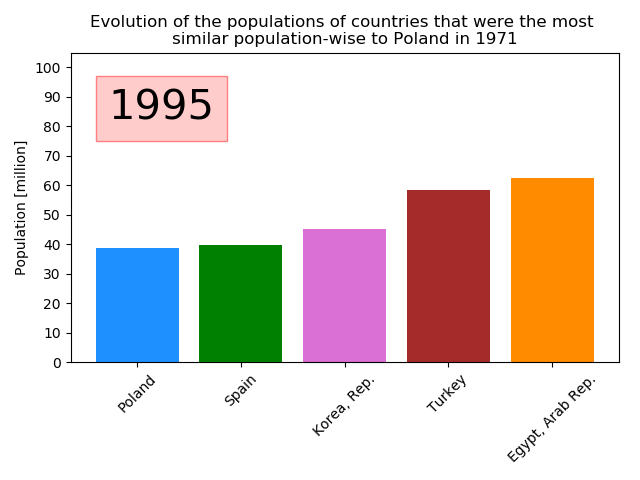 Evolution of the populations of countries that were the most
similar population-wise to Poland in 1971
1995
Population [million]
100
90
80
70
60
50
40
30
20
10
0
Poland
Spain
Korea, Rep.
Turkey
Egypt, Arab Rep.